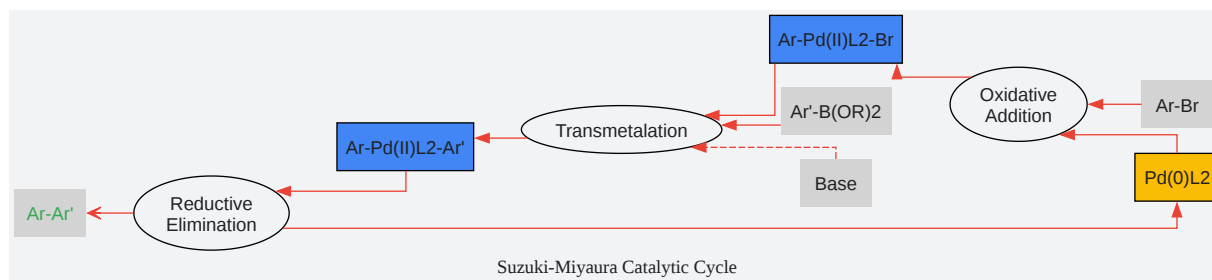 Ar-Pd(II)L2-Br
Oxidative
Addition
Ar-Br
Ar'-B(OR)2
Transmetalation
Ar-Pd(II)L2-Ar'
Base
Pd(0)L2
Reductive
Elimination
Ar-Ar'
Suzuki-Miyaura Catalytic Cycle